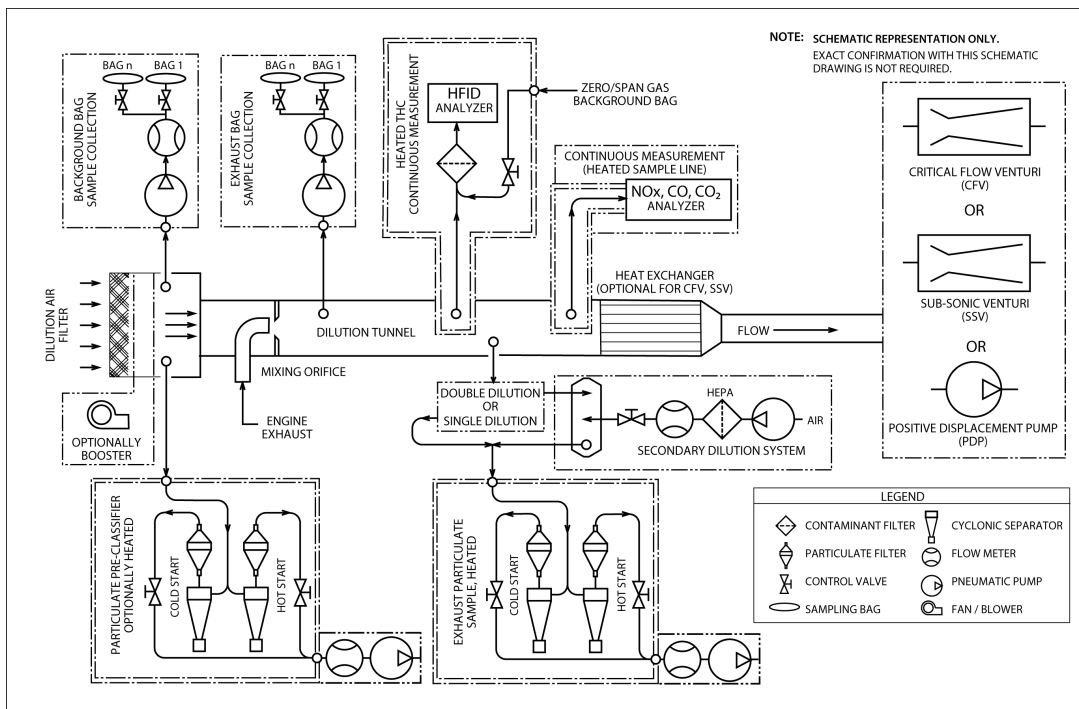 NOTE: SCHEMATIC REPRESENTATION ONLY.
EXACT CONFIRMATION WITH THIS SCHEMATIC
DRAWING IS NOT REQUIRED.
BAG n
BAG 1
BACKGROUND BAG
SAMPLE COLLECTION
BAG n
BAG 1
EXHAUST BAG
SAMPLE COLLECTION
HEATED THC
CONTINUOUS MEASUREMENT
HFID
ANALYZER
ZERO/SPAN GAS
BACKGROUND BAG
CONTINUOUS MEASUREMENT
(HEATED SAMPLE LINE)
NOx, CO, CO₂
ANALYZER
CRITICAL FLOW VENTURI
(CFV)
OR
SUB-SONIC VENTURI
(SSV)
OR
POSITIVE DISPLACEMENT PUMP
(PDP)
DILUTION AIR
FILTER
DILUTION TUNNEL
HEAT EXCHANGER
(OPTIONAL FOR CFV, SSV)
FLOW
MIXING ORIFICE
ENGINE
EXHAUST
OPTIONALLY
BOOSTER
DOUBLE DILUTION
OR
SINGLE DILUTION
HEPA
AIR
SECONDARY DILUTION SYSTEM
PARTICULATE PRE-CLASSIFIER
OPTIONALLY HEATED
COLD START
HOT START
EXHAUST PARTICULATE
SAMPLE, HEATED
COLD START
HOT START
LEGEND
CONTAMINANT FILTER
CYCLONIC SEPARATOR
PARTICULATE FILTER
FLOW METER
CONTROL VALVE
PNEUMATIC PUMP
SAMPLING BAG
FAN / BLOWER